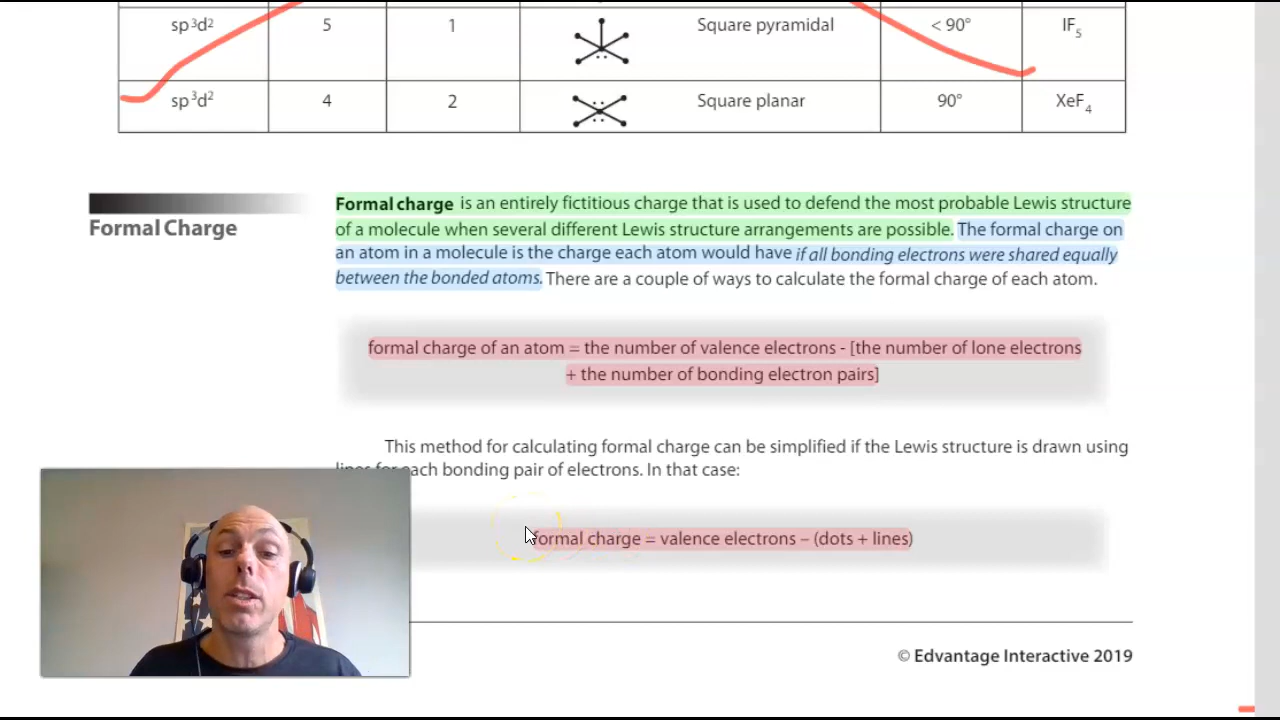 sp³d² 5 1 Square pyramidal < 90° IF₅
sp³d² 4 2 Square planar 90° XeF₄
Formal Charge
Formal charge is an entirely fictitious charge that is used to defend the most probable Lewis structure
of a molecule when several different Lewis structure arrangements are possible. The formal charge on
an atom in a molecule is the charge each atom would have if all bonding electrons were shared equally
between the bonded atoms. There are a couple of ways to calculate the formal charge of each atom.
formal charge of an atom = the number of valence electrons - [the number of lone electrons
+ the number of bonding electron pairs]
This method for calculating formal charge can be simplified if the Lewis structure is drawn using
lines for each bonding pair of electrons. In that case:
formal charge = valence electrons – (dots + lines)
© Edvantage Interactive 2019